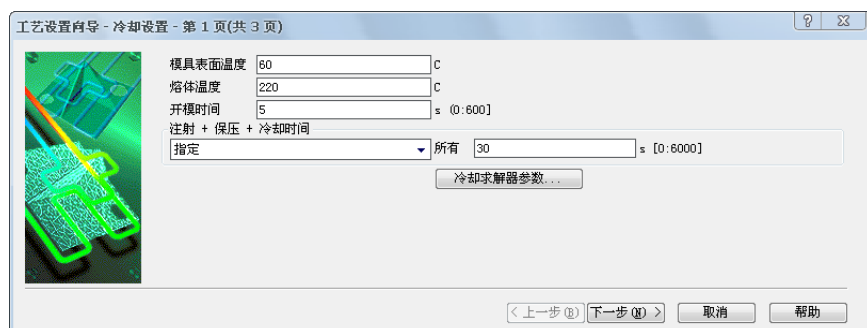 工艺设置向导 - 冷却设置 - 第 1 页(共 3 页)
模具表面温度 60 C
熔体温度 220 C
开模时间 5 s (0:600]
注射 + 保压 + 冷却时间
指定 所有 30 s [0:6000]
冷却求解器参数...
< 上一步(B) 下一步(N) > 取消 帮助